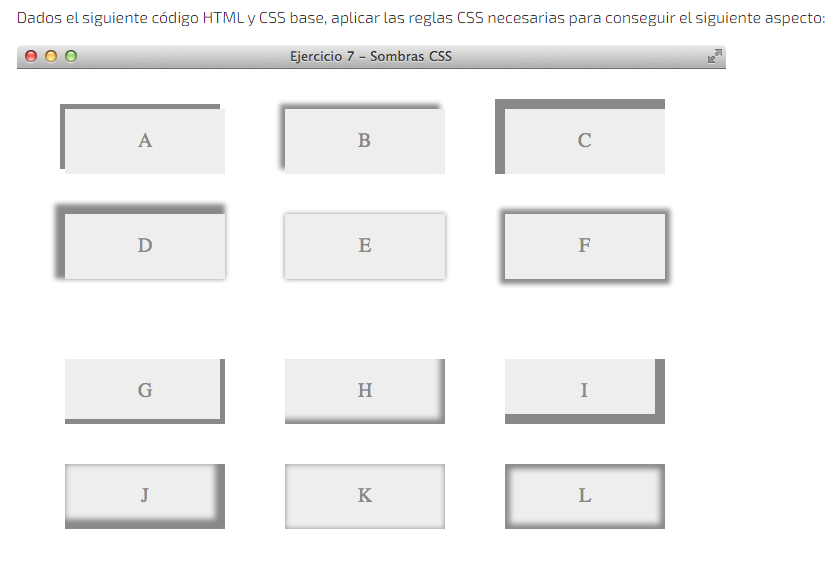 Dados el siguiente código HTML y CSS base, aplicar las reglas CSS necesarias para conseguir el siguiente aspecto:
Ejercicio 7 – Sombras CSS
A B C
D E F
G H I
J K L